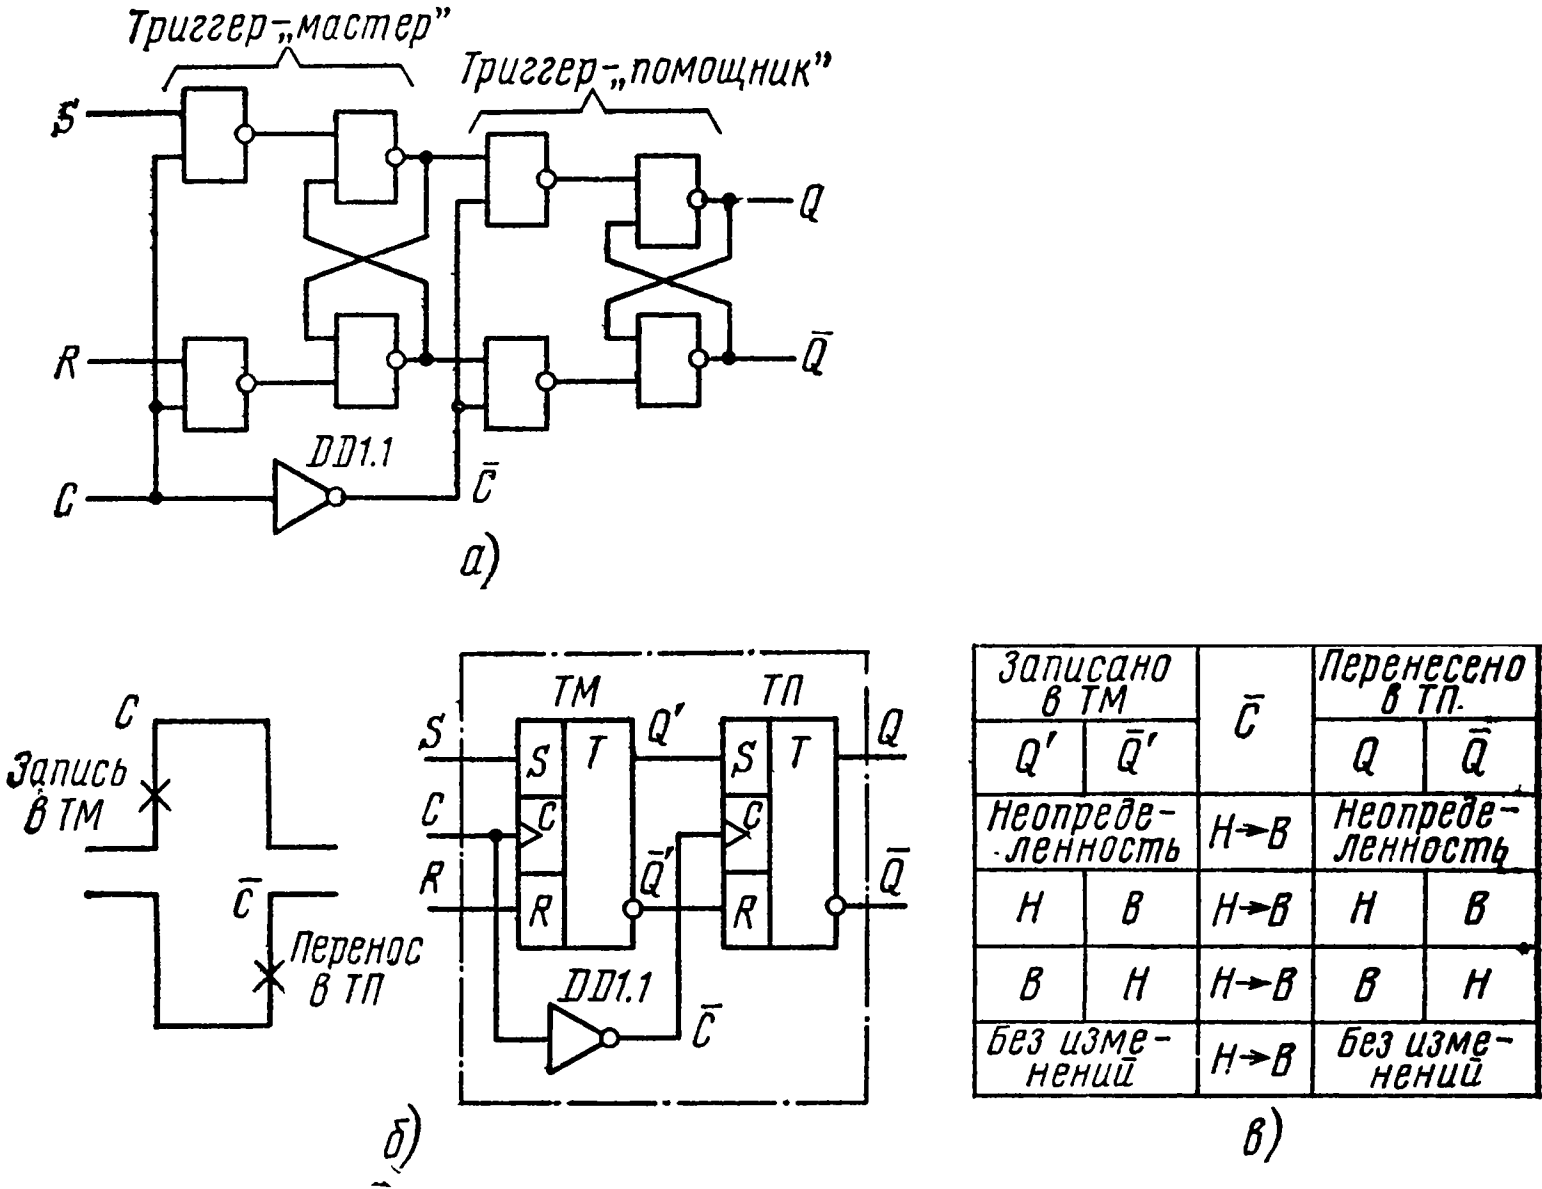 Триггер-„мастер”
Триггер-„помощник”
S
Q
R
Q̅
DD1.1
C
C̅
а)
C
Запись
в ТМ
C̅
Перенос
в ТП
ТМ
ТП
S
S
T
Q'
S
T
Q
C
C
C
R
R
Q̅'
R
Q̅
DD1.1
C̅
б)
Записано
в ТМ
C̅
Перенесено
в ТП.
Q'
Q̅'
Q
Q̅
Неопреде-
ленность
Н→В
Неопреде-
ленность
Н
В
Н→В
Н
В
В
Н
Н→В
В
Н
Без изме-
нений
Н→В
Без изме-
нений
в)